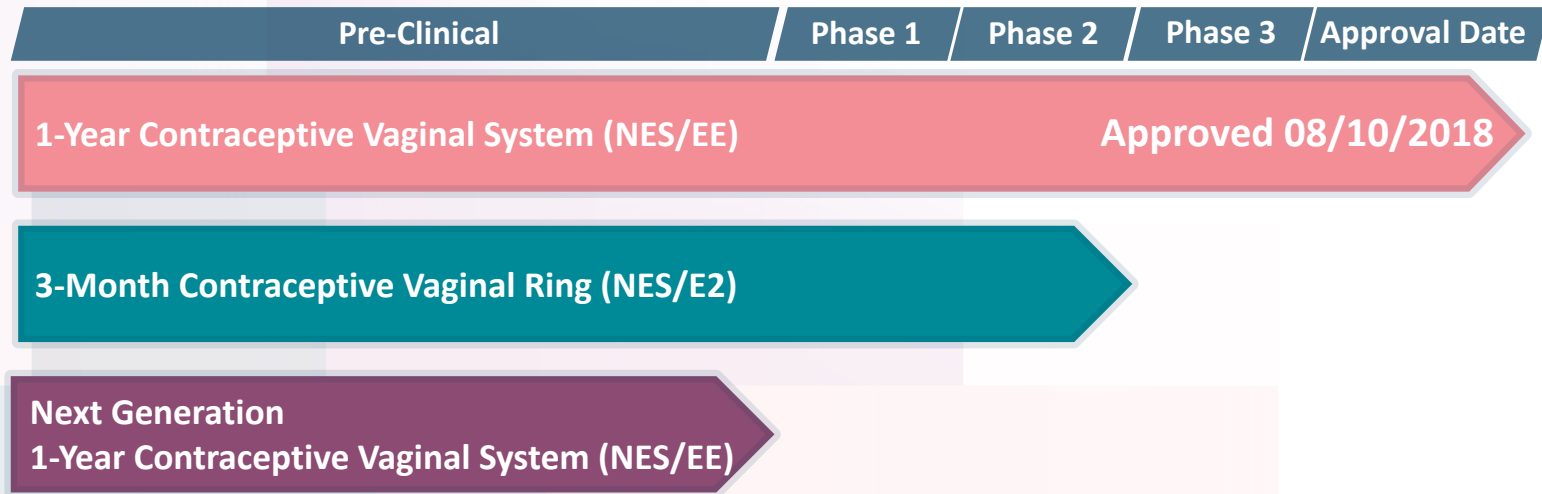 Pre-Clinical Phase 1 Phase 2 Phase 3 Approval Date
1-Year Contraceptive Vaginal System (NES/EE) Approved 08/10/2018
3-Month Contraceptive Vaginal Ring (NES/E2)
Next Generation
1-Year Contraceptive Vaginal System (NES/EE)